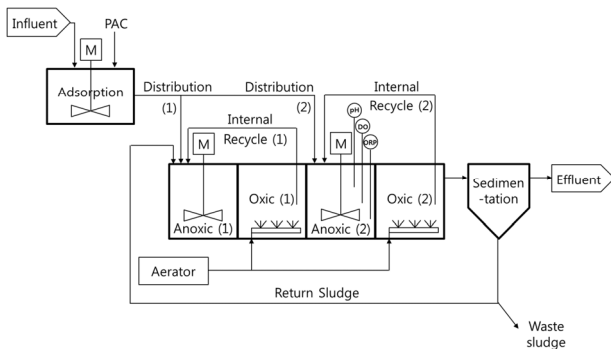 Influent
PAC
M
Adsorption
Distribution
(1)
Distribution
(2)
Internal
Recycle (1)
Internal
Recycle (2)
pH
DO
ORP
M
M
Anoxic (1)
Oxic (1)
Anoxic (2)
Oxic (2)
Sedimen
-tation
Effluent
Aerator
Return Sludge
Waste
sludge